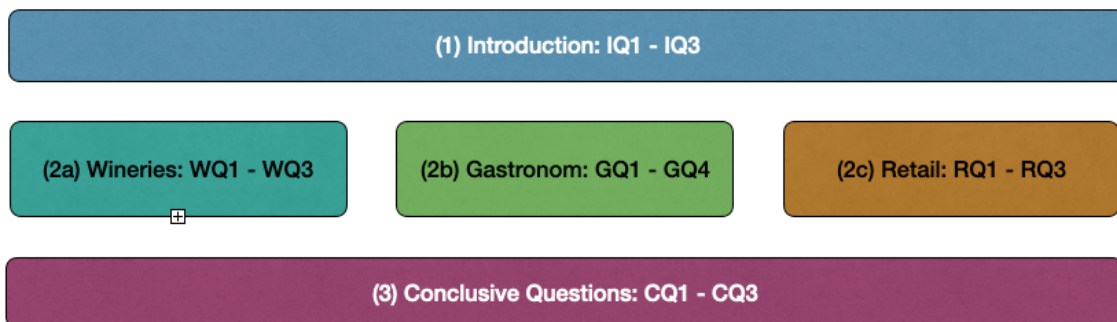 (1) Introduction: IQ1 - IQ3
(2a) Wineries: WQ1 - WQ3
(2b) Gastronom: GQ1 - GQ4
(2c) Retail: RQ1 - RQ3
(3) Conclusive Questions: CQ1 - CQ3